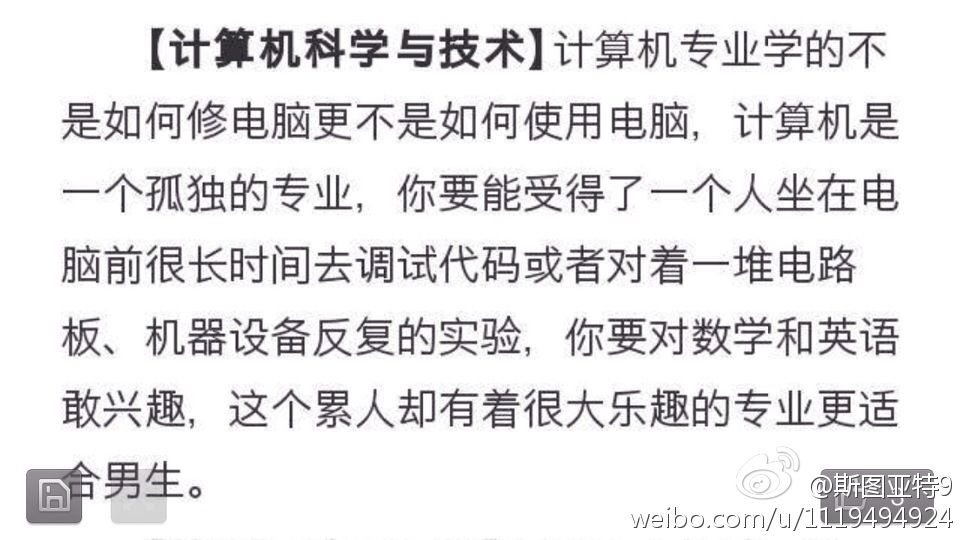 【计算机科学与技术】计算机专业学的不
是如何修电脑更不是如何使用电脑，计算机是
一个孤独的专业，你要能受得了一个人坐在电
脑前很长时间去调试代码或者对着一堆电路
板、机器设备反复的实验，你要对数学和英语
敢兴趣，这个累人却有着很大乐趣的专业更适
合男生。
@斯图亚特9
weibo.com/u/1119494924